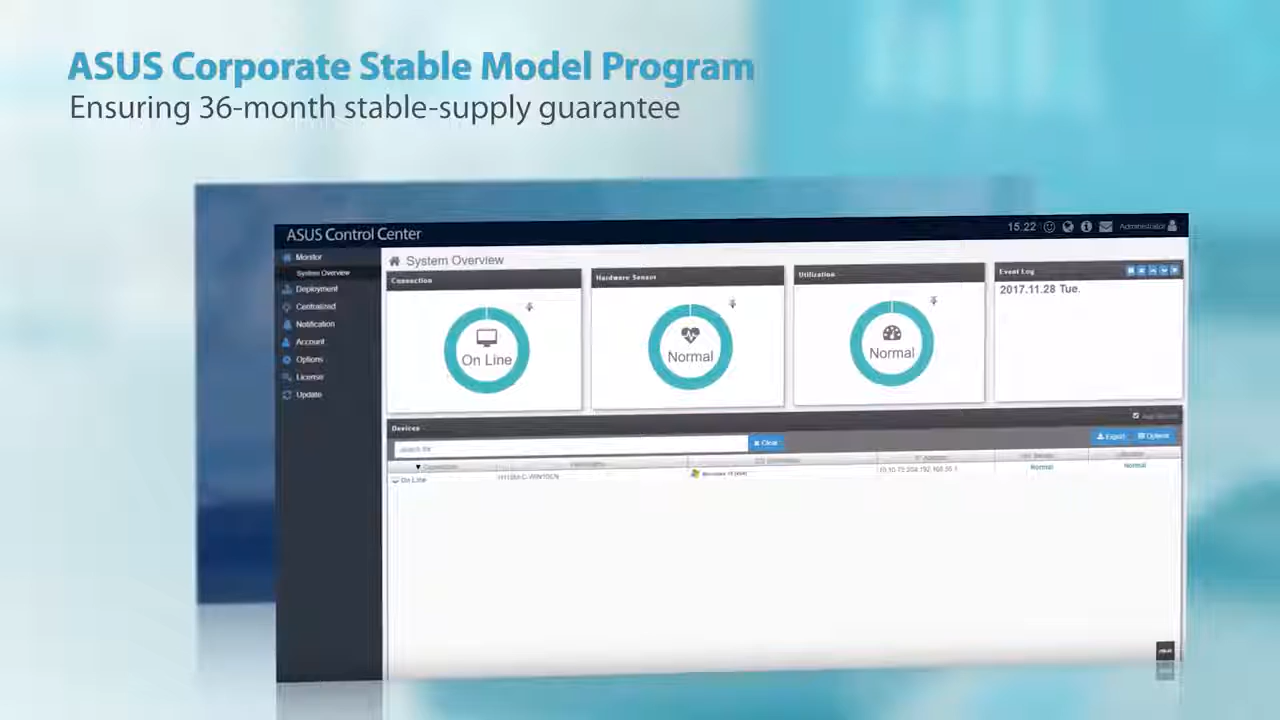 ASUS Corporate Stable Model Program
Ensuring 36-month stable-supply guarantee
ASUS Control Center
15.22
Administrator
Monitor
System Overview
Deployment
Centralized
Notification
Account
Options
License
Update
System Overview
Connection
On Line
Hardware Sensor
Normal
Utilization
Normal
Event Log
2017.11.28 Tue.
Devices
Clear
Export
Options
On Line
Normal
Normal